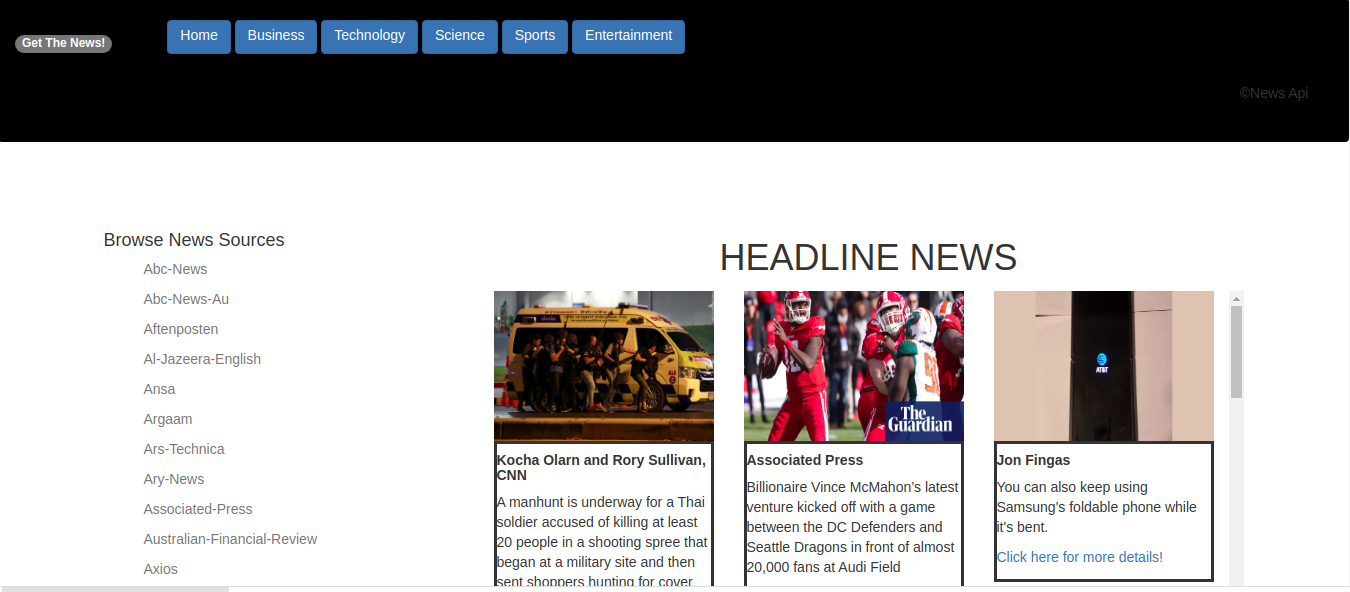 Get The News!
Home
Business
Technology
Science
Sports
Entertainment
©News Api
Browse News Sources
Abc-News
Abc-News-Au
Aftenposten
Al-Jazeera-English
Ansa
Argaam
Ars-Technica
Ary-News
Associated-Press
Australian-Financial-Review
Axios
HEADLINE NEWS
Kocha Olarn and Rory Sullivan,
CNN
A manhunt is underway for a Thai
soldier accused of killing at least
20 people in a shooting spree that
began at a military site and then
sent shoppers hunting for cover
The
Guardian
Associated Press
Billionaire Vince McMahon’s latest
venture kicked off with a game
between the DC Defenders and
Seattle Dragons in front of almost
20,000 fans at Audi Field
AT&T
Jon Fingas
You can also keep using
Samsung's foldable phone while
it's bent.
Click here for more details!